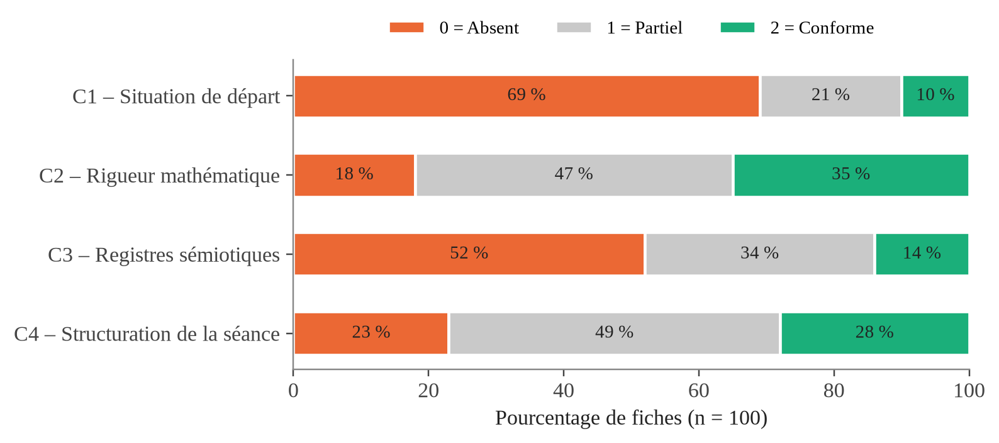 0 = Absent 1 = Partiel 2 = Conforme
C1 – Situation de départ 69 % 21 % 10 %
C2 – Rigueur mathématique 18 % 47 % 35 %
C3 – Registres sémiotiques 52 % 34 % 14 %
C4 – Structuration de la séance 23 % 49 % 28 %
0 20 40 60 80 100
Pourcentage de fiches (n = 100)